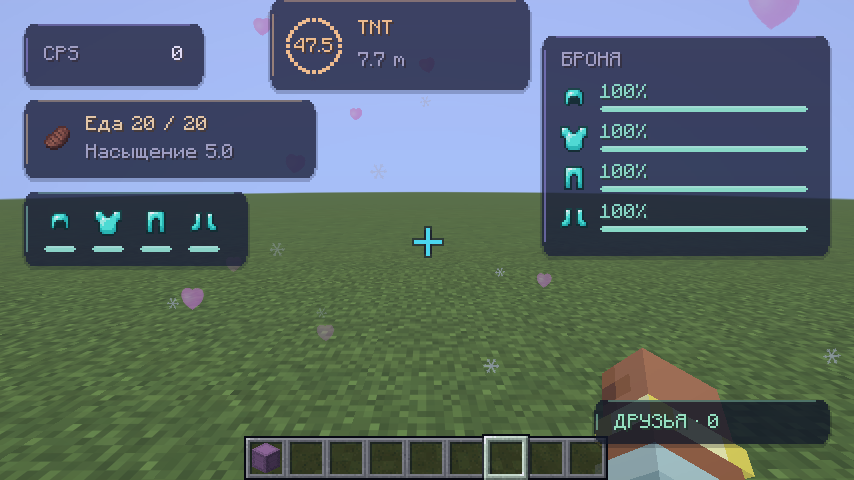 CPS 0
47.5 TNT
7.7 m
Еда 20 / 20
Насыщение 5.0
БРОНЯ
100%
100%
100%
100%
ДРУЗЬЯ · 0